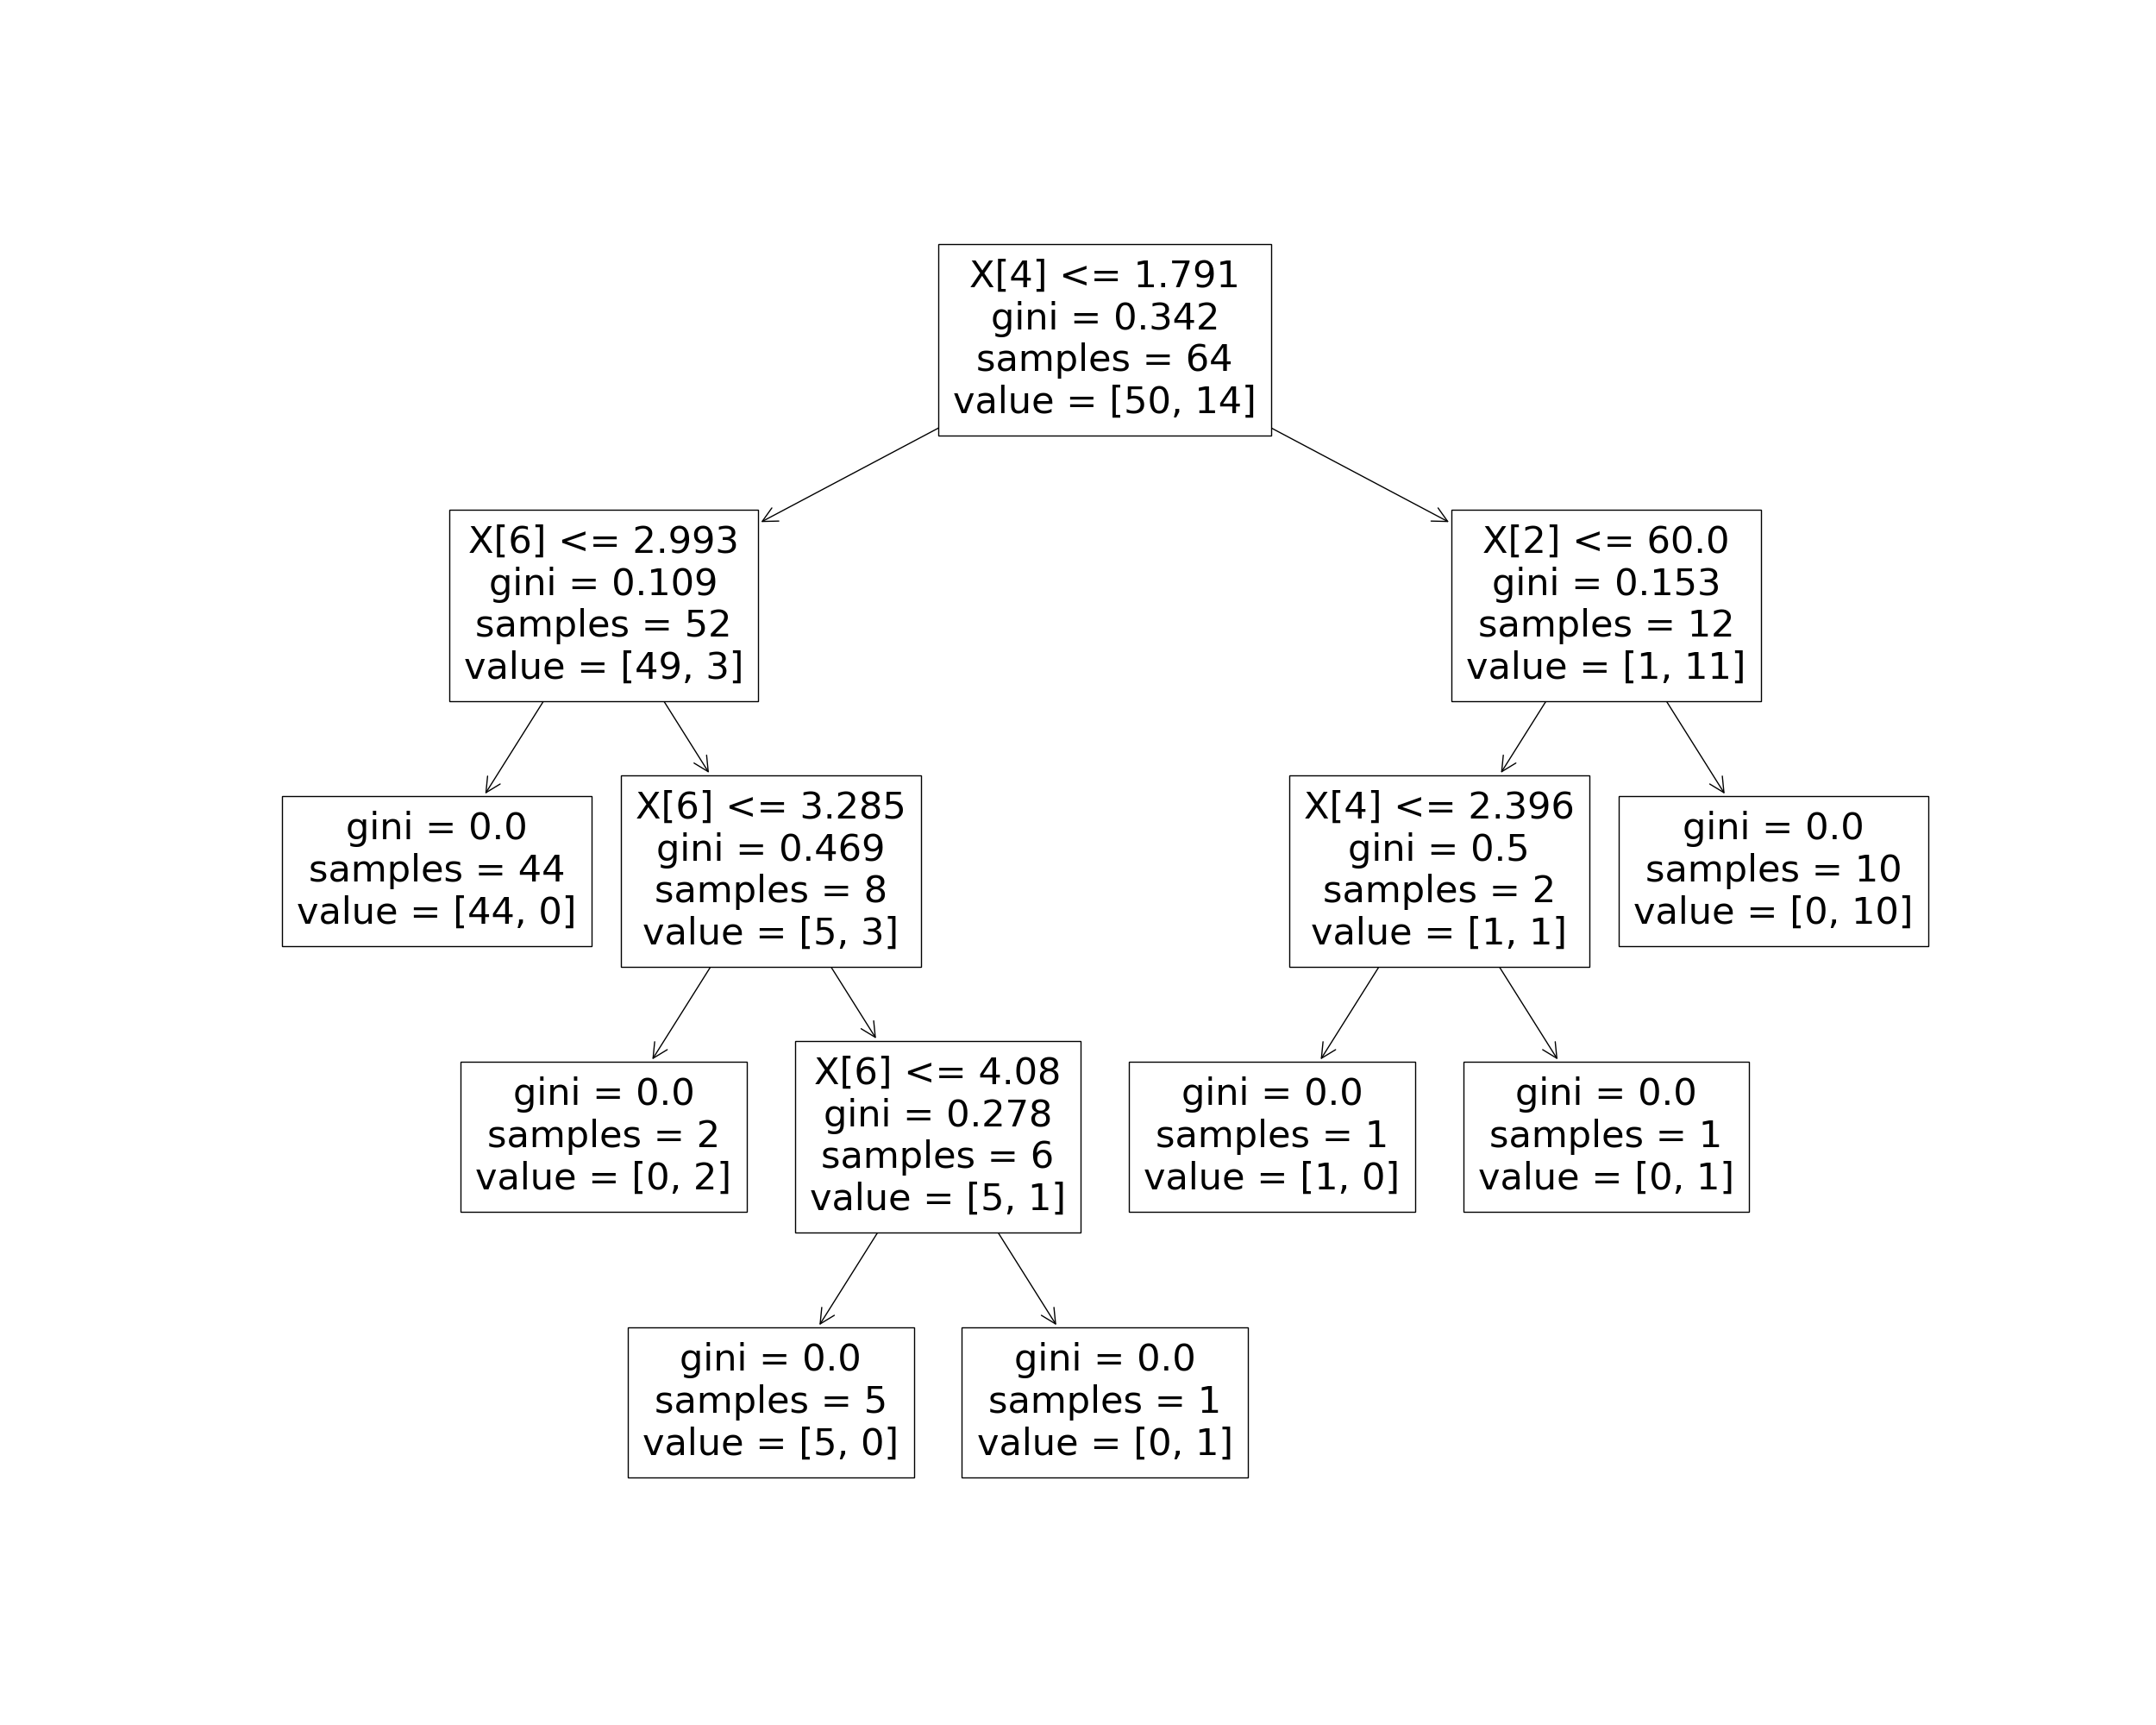 X[4] <= 1.791
gini = 0.342
samples = 64
value = [50, 14]
X[6] <= 2.993
gini = 0.109
samples = 52
value = [49, 3]
X[2] <= 60.0
gini = 0.153
samples = 12
value = [1, 11]
gini = 0.0
samples = 44
value = [44, 0]
X[6] <= 3.285
gini = 0.469
samples = 8
value = [5, 3]
X[4] <= 2.396
gini = 0.5
samples = 2
value = [1, 1]
gini = 0.0
samples = 10
value = [0, 10]
gini = 0.0
samples = 2
value = [0, 2]
X[6] <= 4.08
gini = 0.278
samples = 6
value = [5, 1]
gini = 0.0
samples = 1
value = [1, 0]
gini = 0.0
samples = 1
value = [0, 1]
gini = 0.0
samples = 5
value = [5, 0]
gini = 0.0
samples = 1
value = [0, 1]